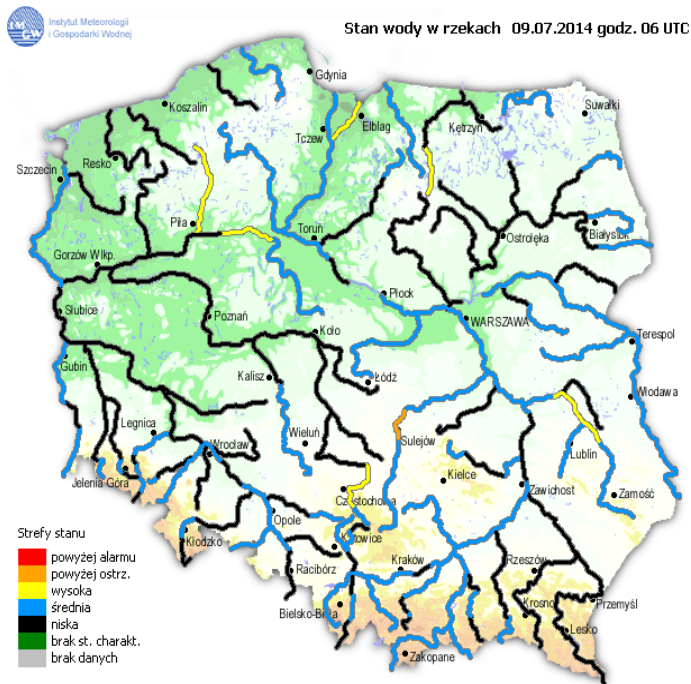 Instytut Meteorologii
i Gospodarki Wodnej
IMGW
Stan wody w rzekach 09.07.2014 godz. 06 UTC
Gdynia
Koszalin
Suwałki
Elbląg
Kętrzyn
Tczew
Resko
Szczecin
Piła
Toruń
Białystok
Ostrołęka
Gorzów Wlkp.
Płock
Słubice
Poznań
WARSZAWA
Koło
Terespol
Gubin
Kalisz
Łódź
Włodawa
Legnica
Wrocław
Wieluń
Sulejów
Lublin
Kielce
Jelenia Góra
Częstochowa
Zawichost
Zamość
Opole
Kłodzko
Katowice
Racibórz
Kraków
Rzeszów
Bielsko-Biała
Krosno
Przemyśl
Lesko
Zakopane
Strefy stanu
powyżej alarmu
powyżej ostrz.
wysoka
średnia
niska
brak st. charakt.
brak danych